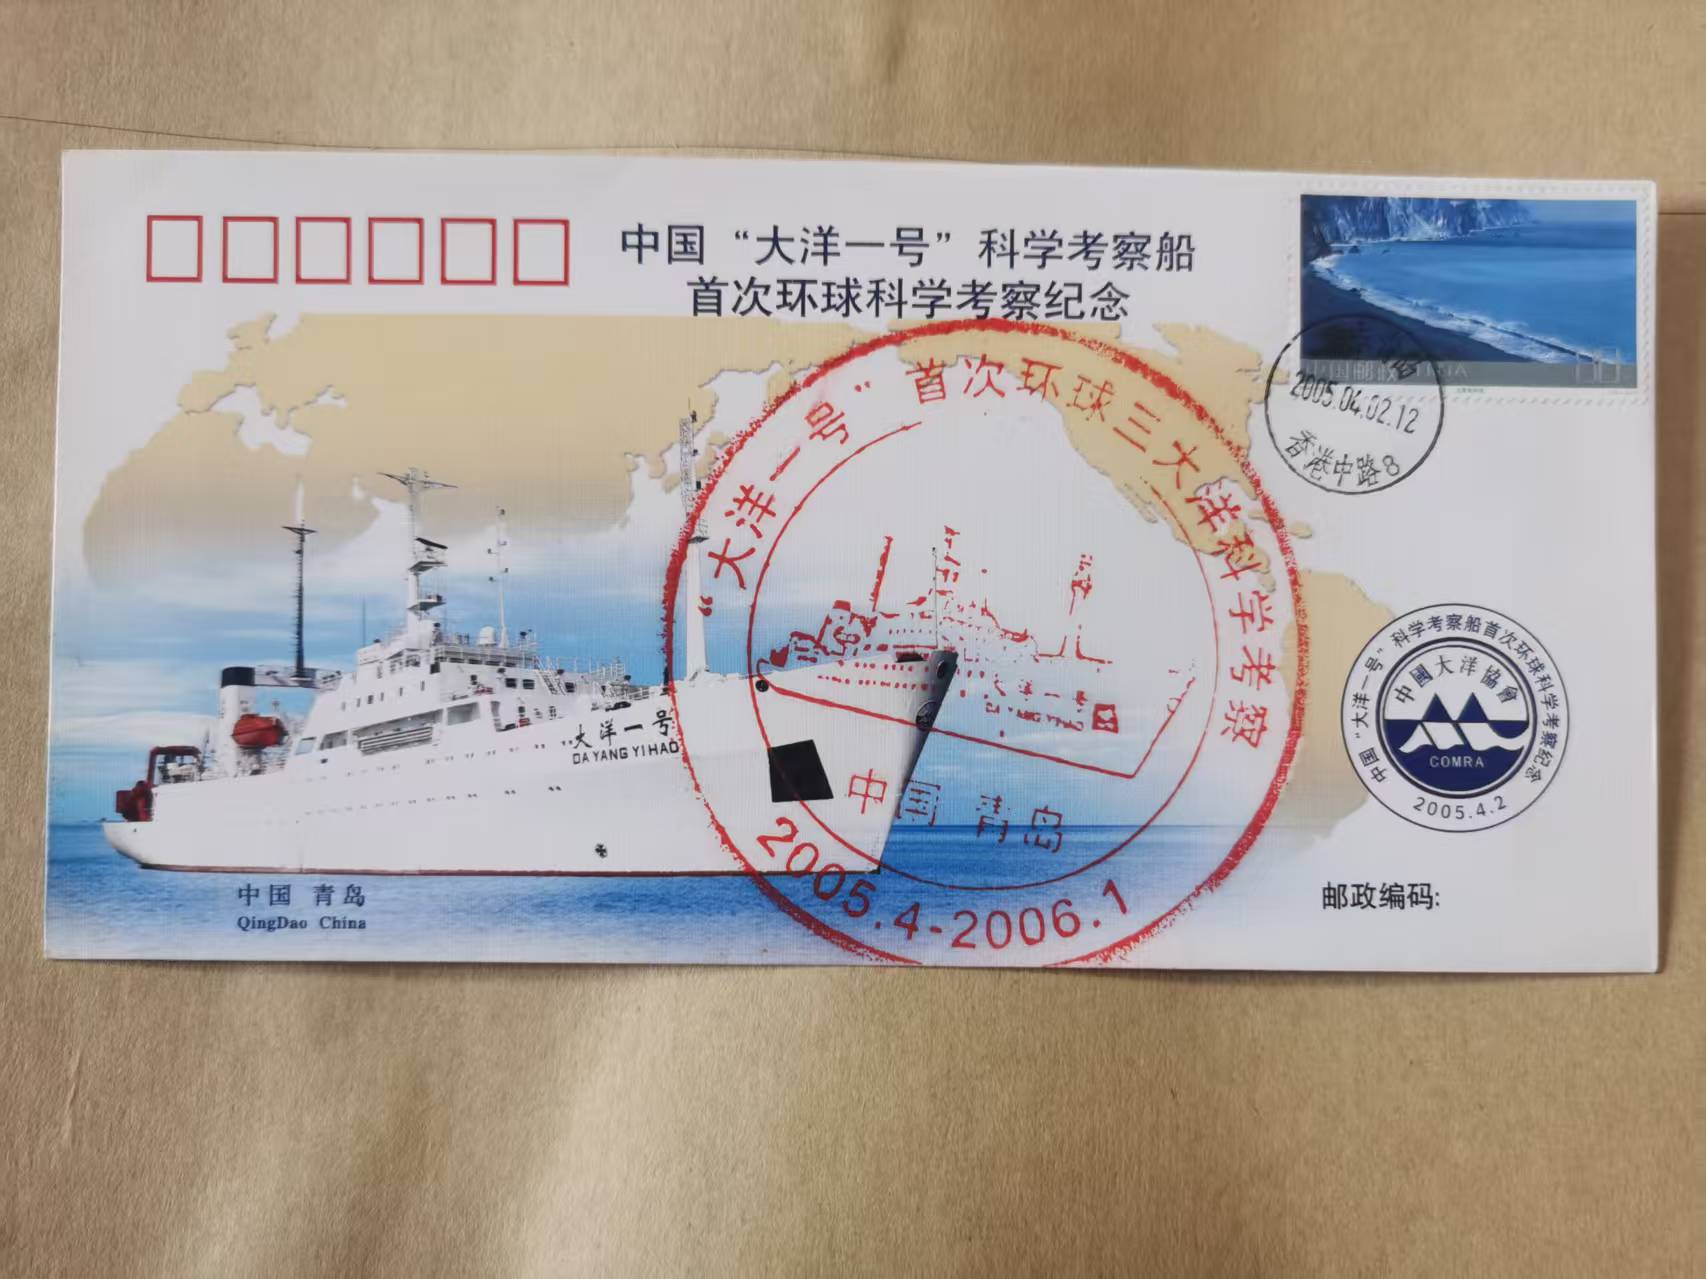 中国“大洋一号”科学考察船
首次环球科学考察纪念
中国邮政 CHINA
80
2005.04.02.12
香港中路8
“大洋一号”首次环球三大洋科学考察
中国 青岛
2005.4-2006.1
“大洋一号”
DA YANG YI HAO
中国 青岛
QingDao China
中国“大洋一号”科学考察船首次环球科学考察纪念
中國大洋協會
COMRA
2005.4.2
邮政编码: